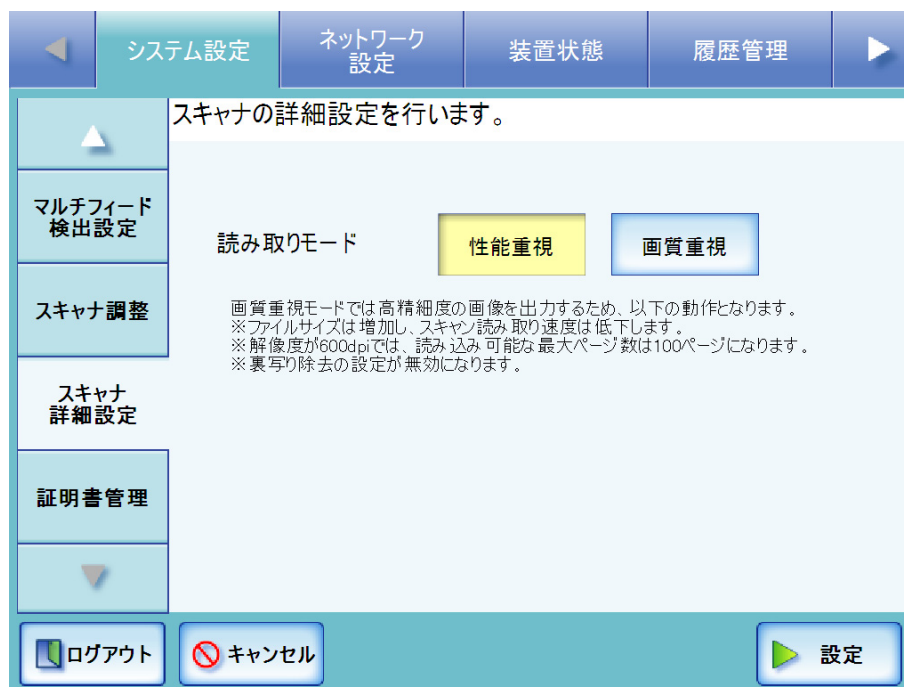 システム設定
ネットワーク
設定
装置状態
履歴管理
スキャナの詳細設定を行います。
マルチフィード
検出設定
スキャナ調整
スキャナ
詳細設定
証明書管理
読み取りモード
性能重視
画質重視
画質重視モードでは高精細度の画像を出力するため、以下の動作となります。
※ファイルサイズは増加し、スキャン読み取り速度は低下します。
※解像度が600dpiでは、読み込み可能な最大ページ数は100ページになります。
※裏写り除去の設定が無効になります。
ログアウト
キャンセル
設定